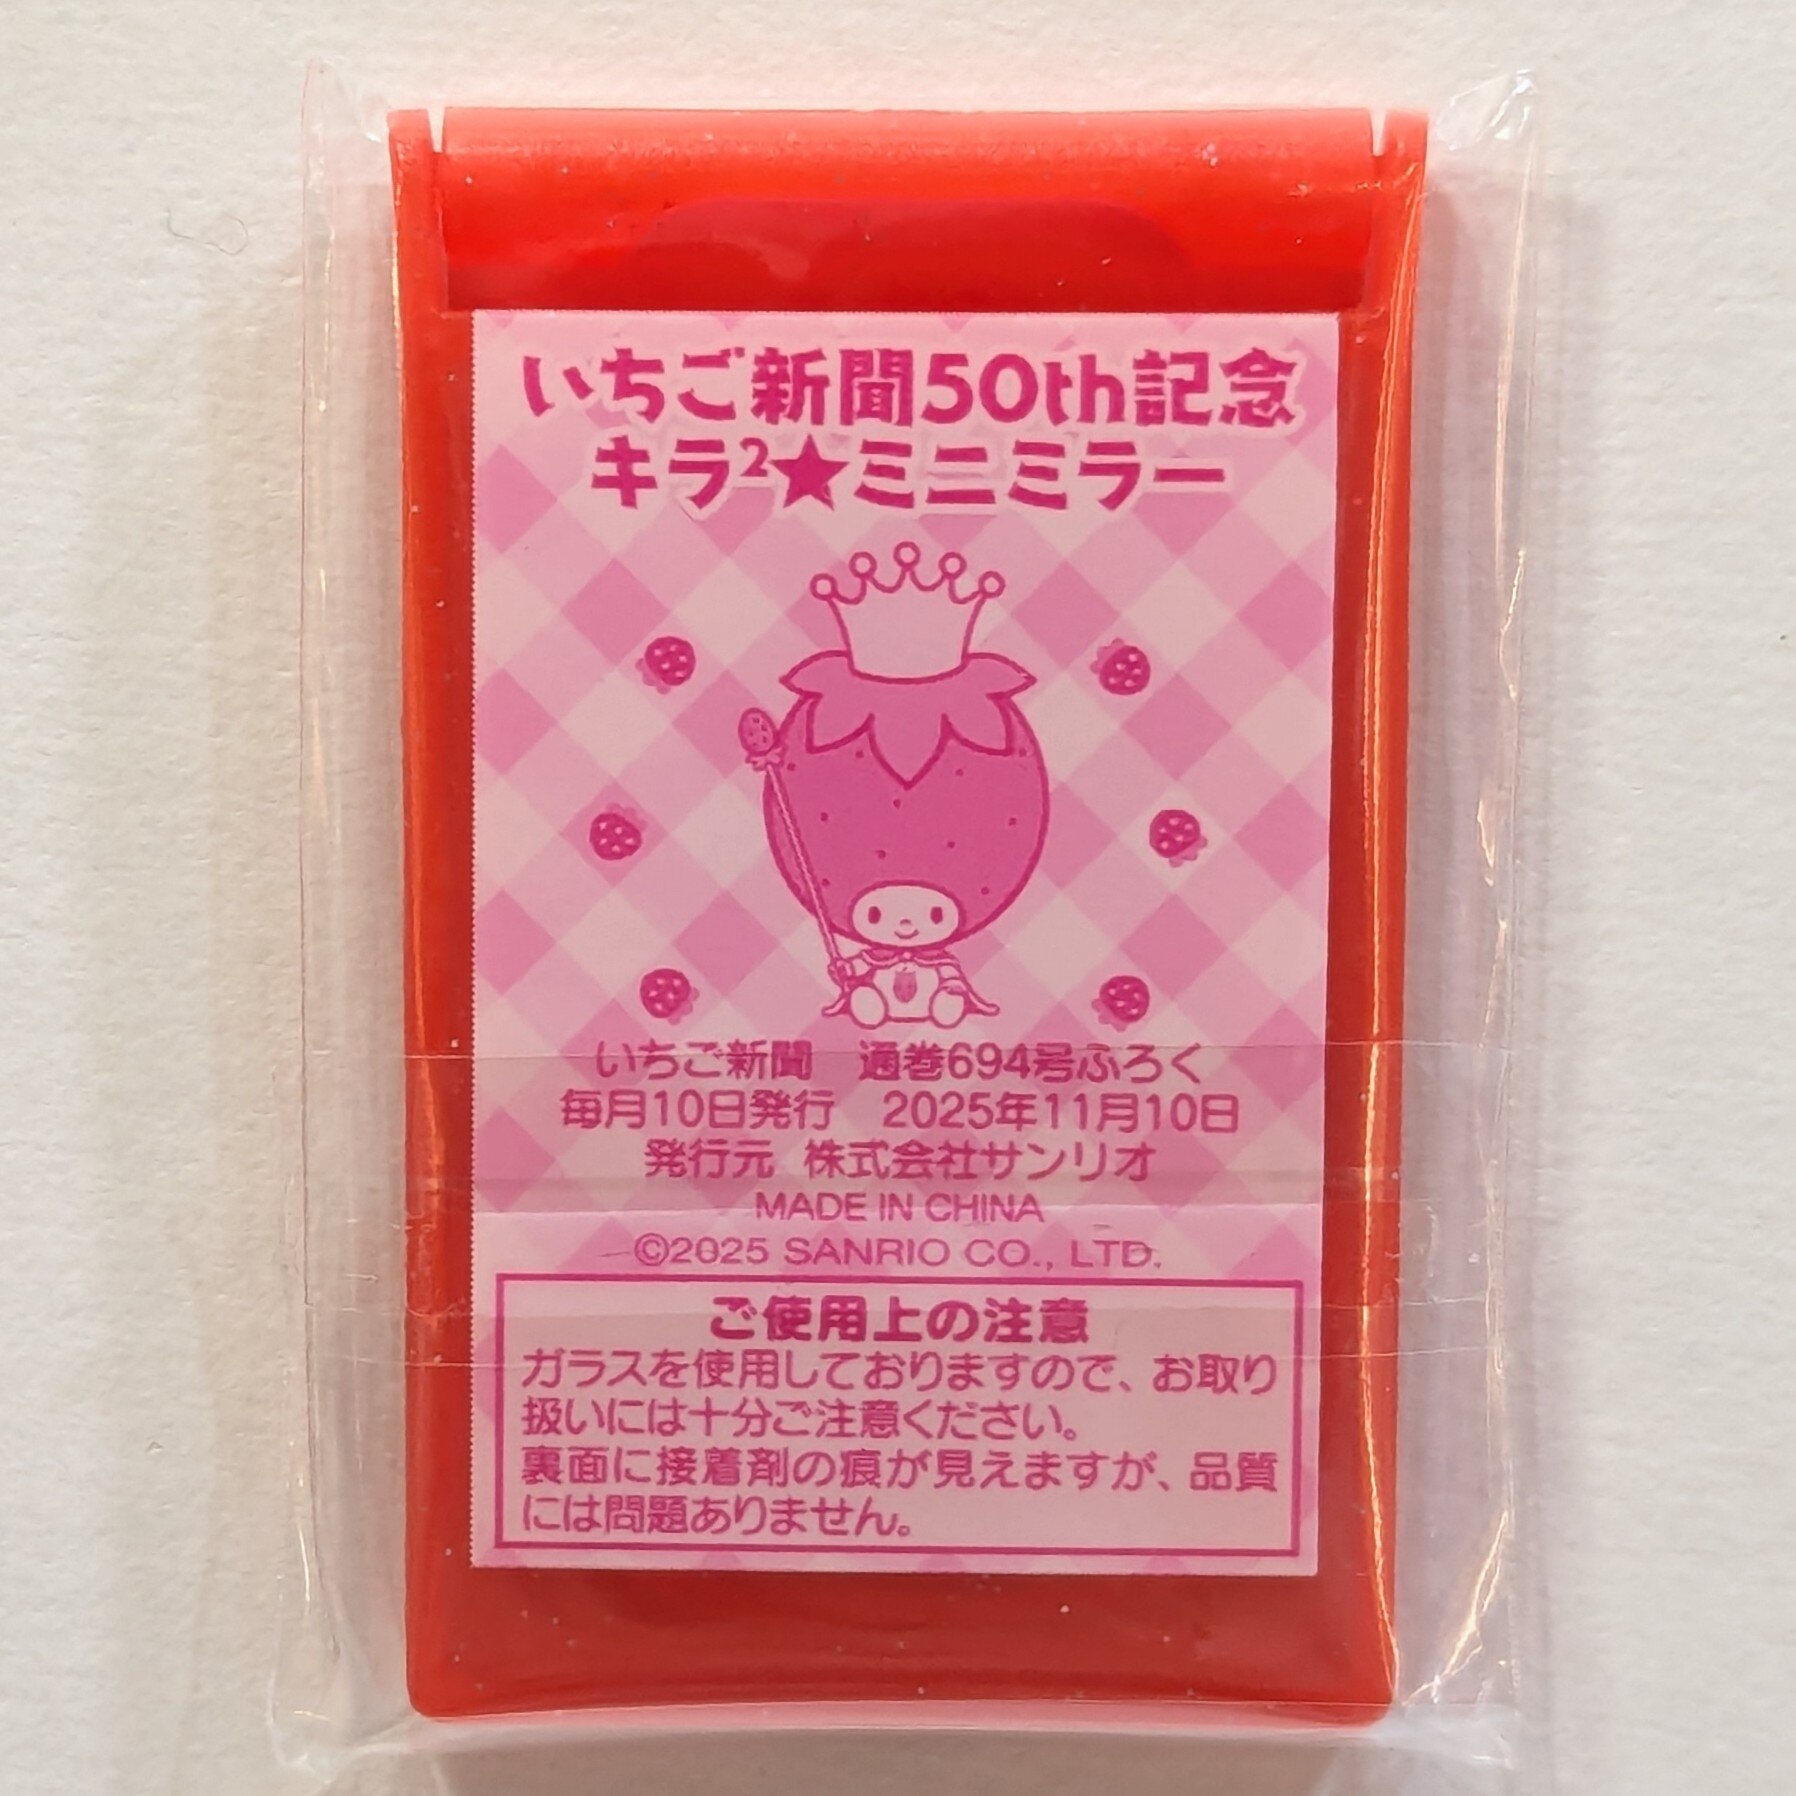 いちご新聞50th記念
キラ²★ミニミラー
いちご新聞　通巻694号ふろく
毎月10日発行　2025年11月10日
発行元　株式会社サンリオ
MADE IN CHINA
©2025 SANRIO CO., LTD.
ご使用上の注意
ガラスを使用しておりますので、お取り
扱いには十分ご注意ください。
裏面に接着剤の痕が見えますが、品質
には問題ありません。